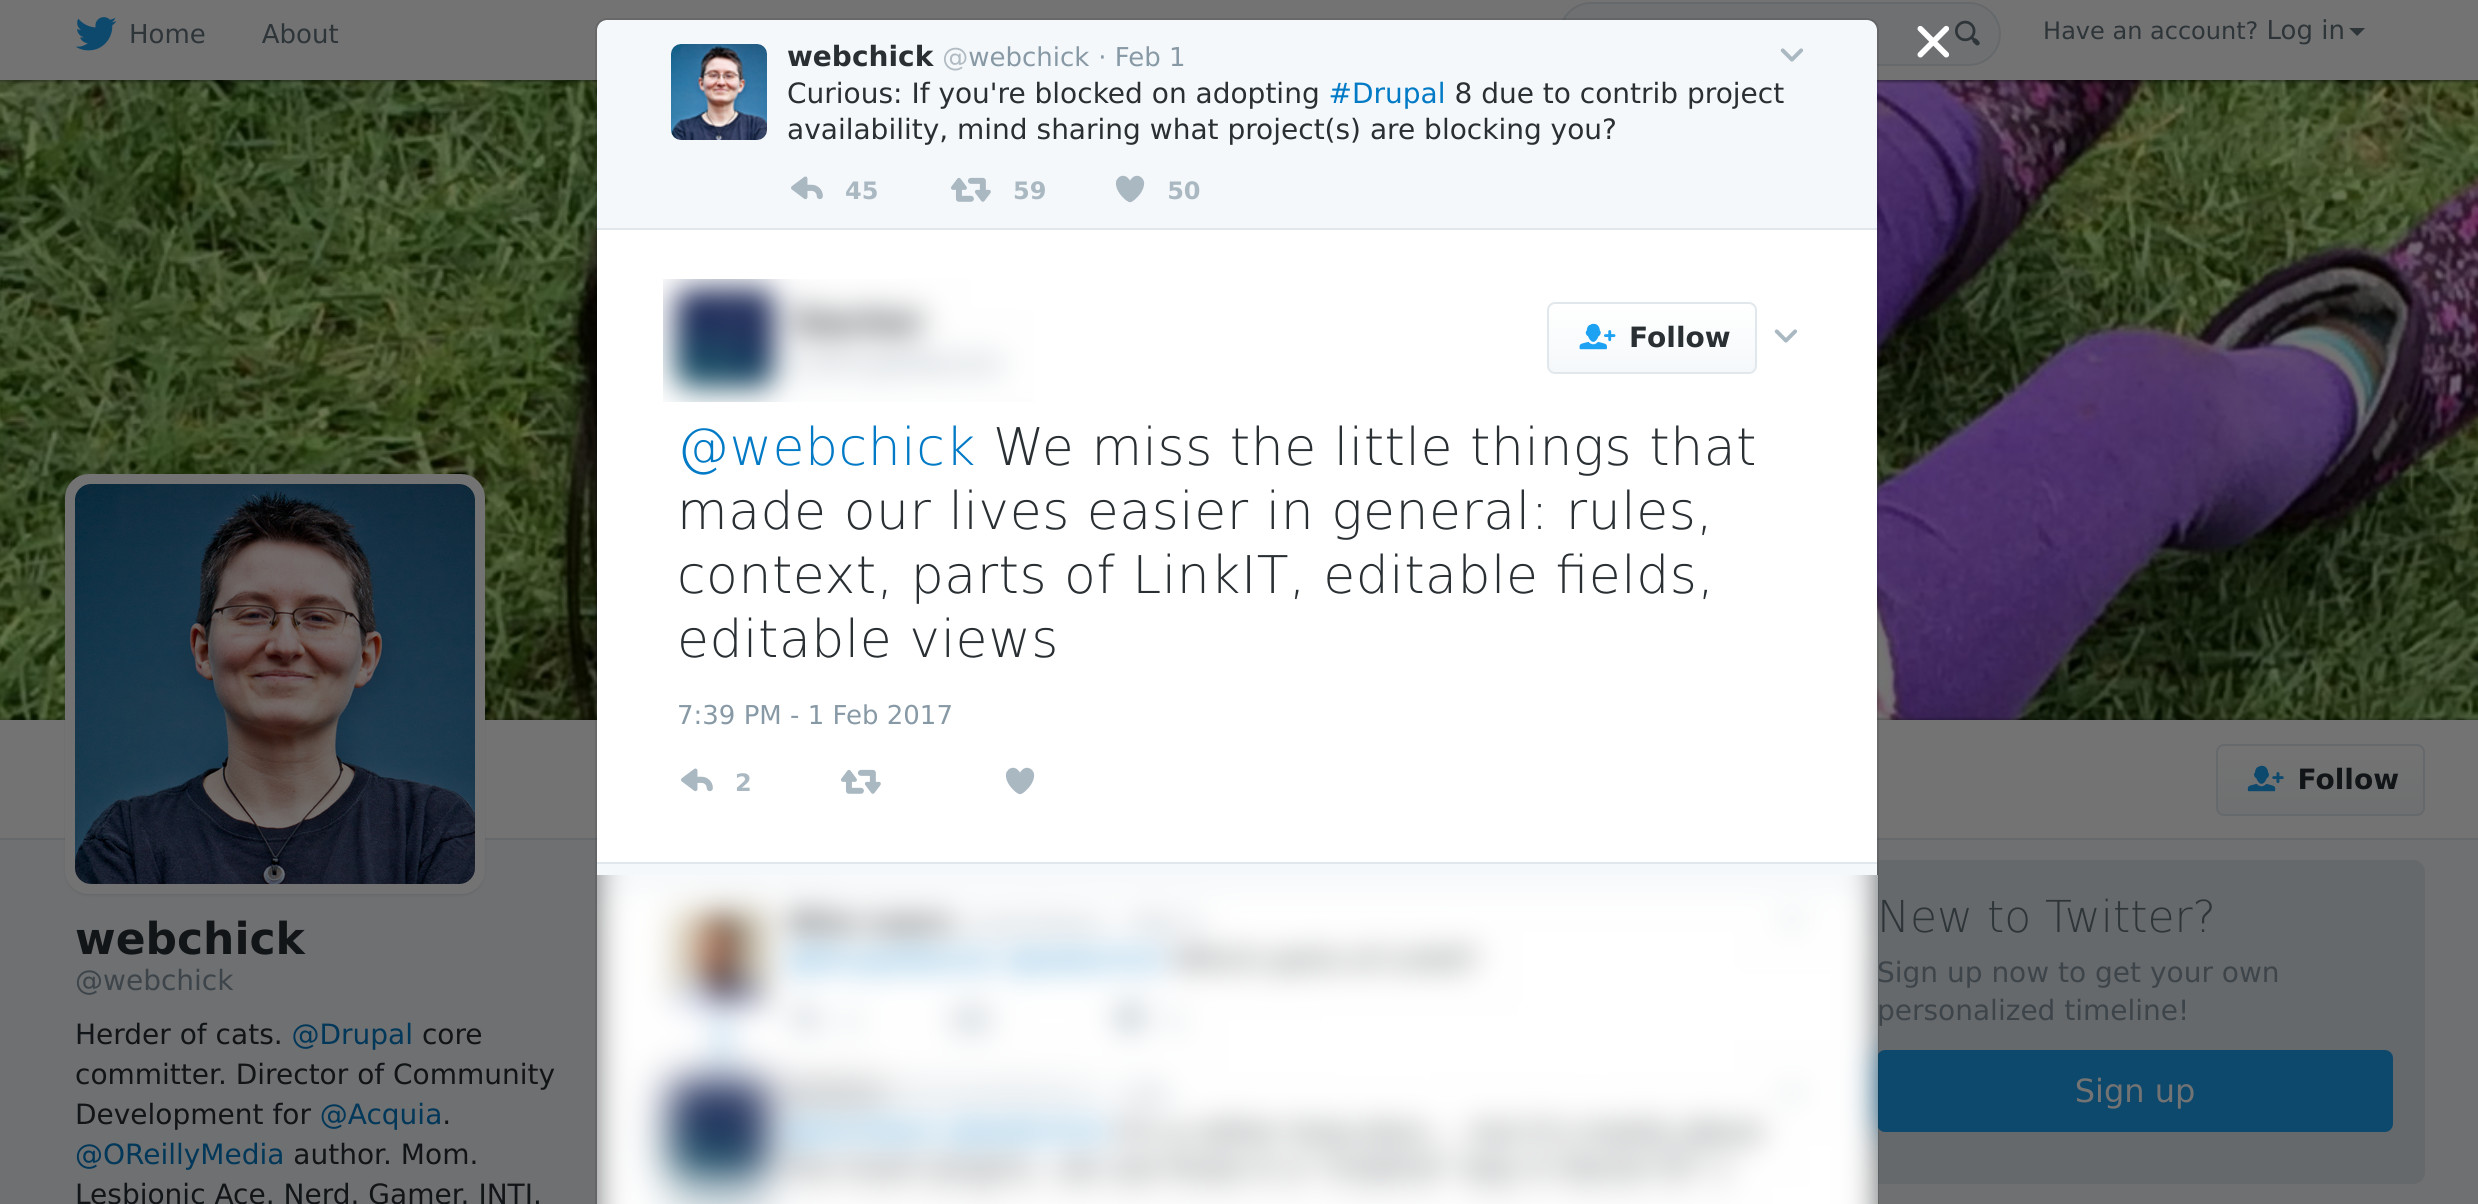 Home About
Have an account? Log in
webchick @webchick · Feb 1
Curious: If you're blocked on adopting #Drupal 8 due to contrib project
availability, mind sharing what project(s) are blocking you?
45 59 50
Follow
@webchick We miss the little things that
made our lives easier in general: rules,
context, parts of LinkIT, editable fields,
editable views
7:39 PM - 1 Feb 2017
2
webchick
@webchick
Herder of cats. @Drupal core
committer. Director of Community
Development for @Acquia.
@OReillyMedia author. Mom.
Lesbionic Ace. Nerd. Gamer. INTJ.
Follow
New to Twitter?
Sign up now to get your own
personalized timeline!
Sign up